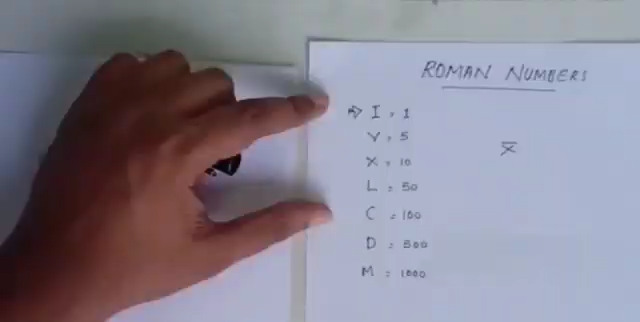 ROMAN NUMBERS
⇒ I = 1
V = 5
X = 10
X̅
L = 50
C = 100
D = 500
M = 1000